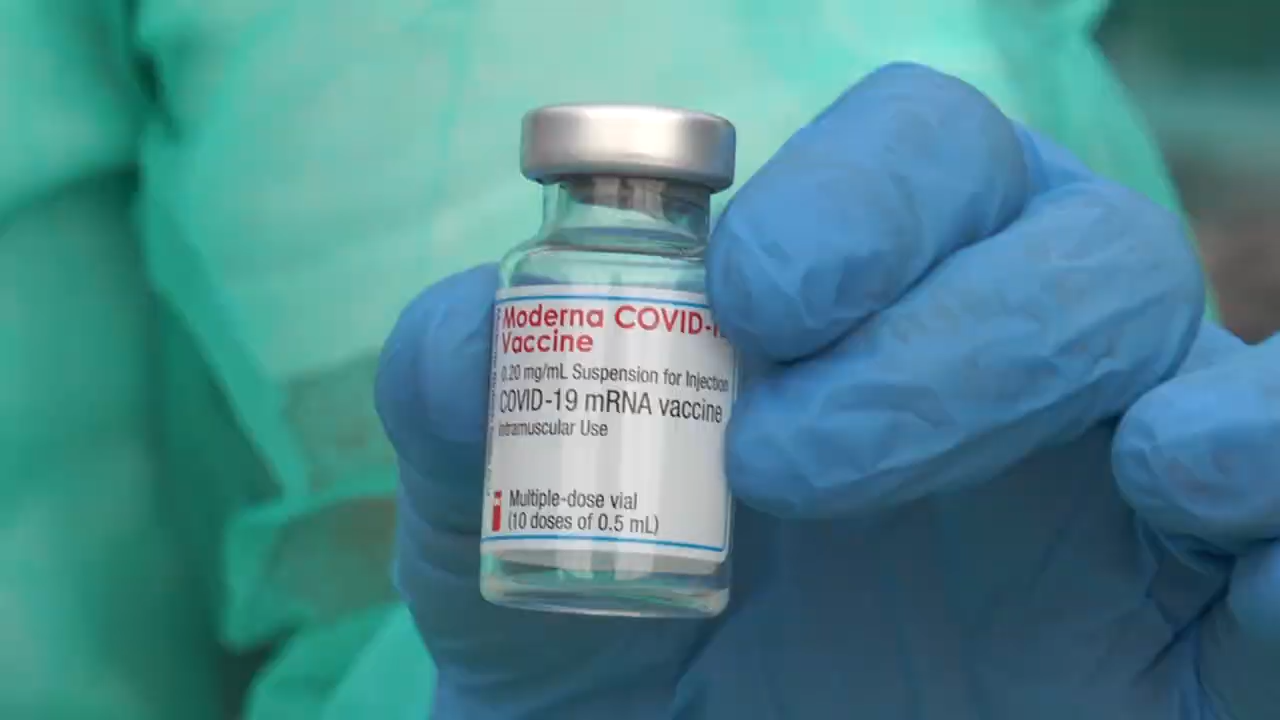 Moderna COVID-
Vaccine
0.20 mg/mL Suspension for Injection
COVID-19 mRNA vaccine
Intramuscular Use
Multiple-dose vial
(10 doses of 0.5 mL)